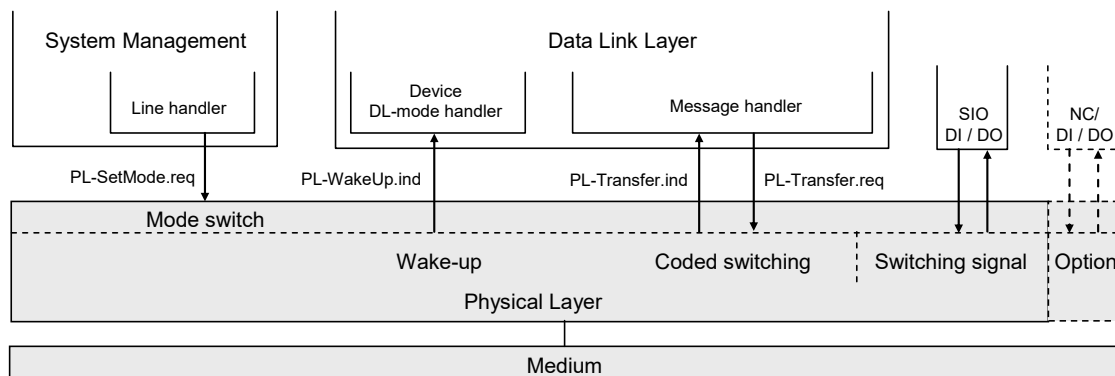 System Management
Data Link Layer
Line handler
Device
DL-mode handler
Message handler
SIO
DI / DO
NC/
DI / DO
PL-SetMode.req
PL-WakeUp.ind
PL-Transfer.ind
PL-Transfer.req
Mode switch
Wake-up
Coded switching
Switching signal
Option
Physical Layer
Medium